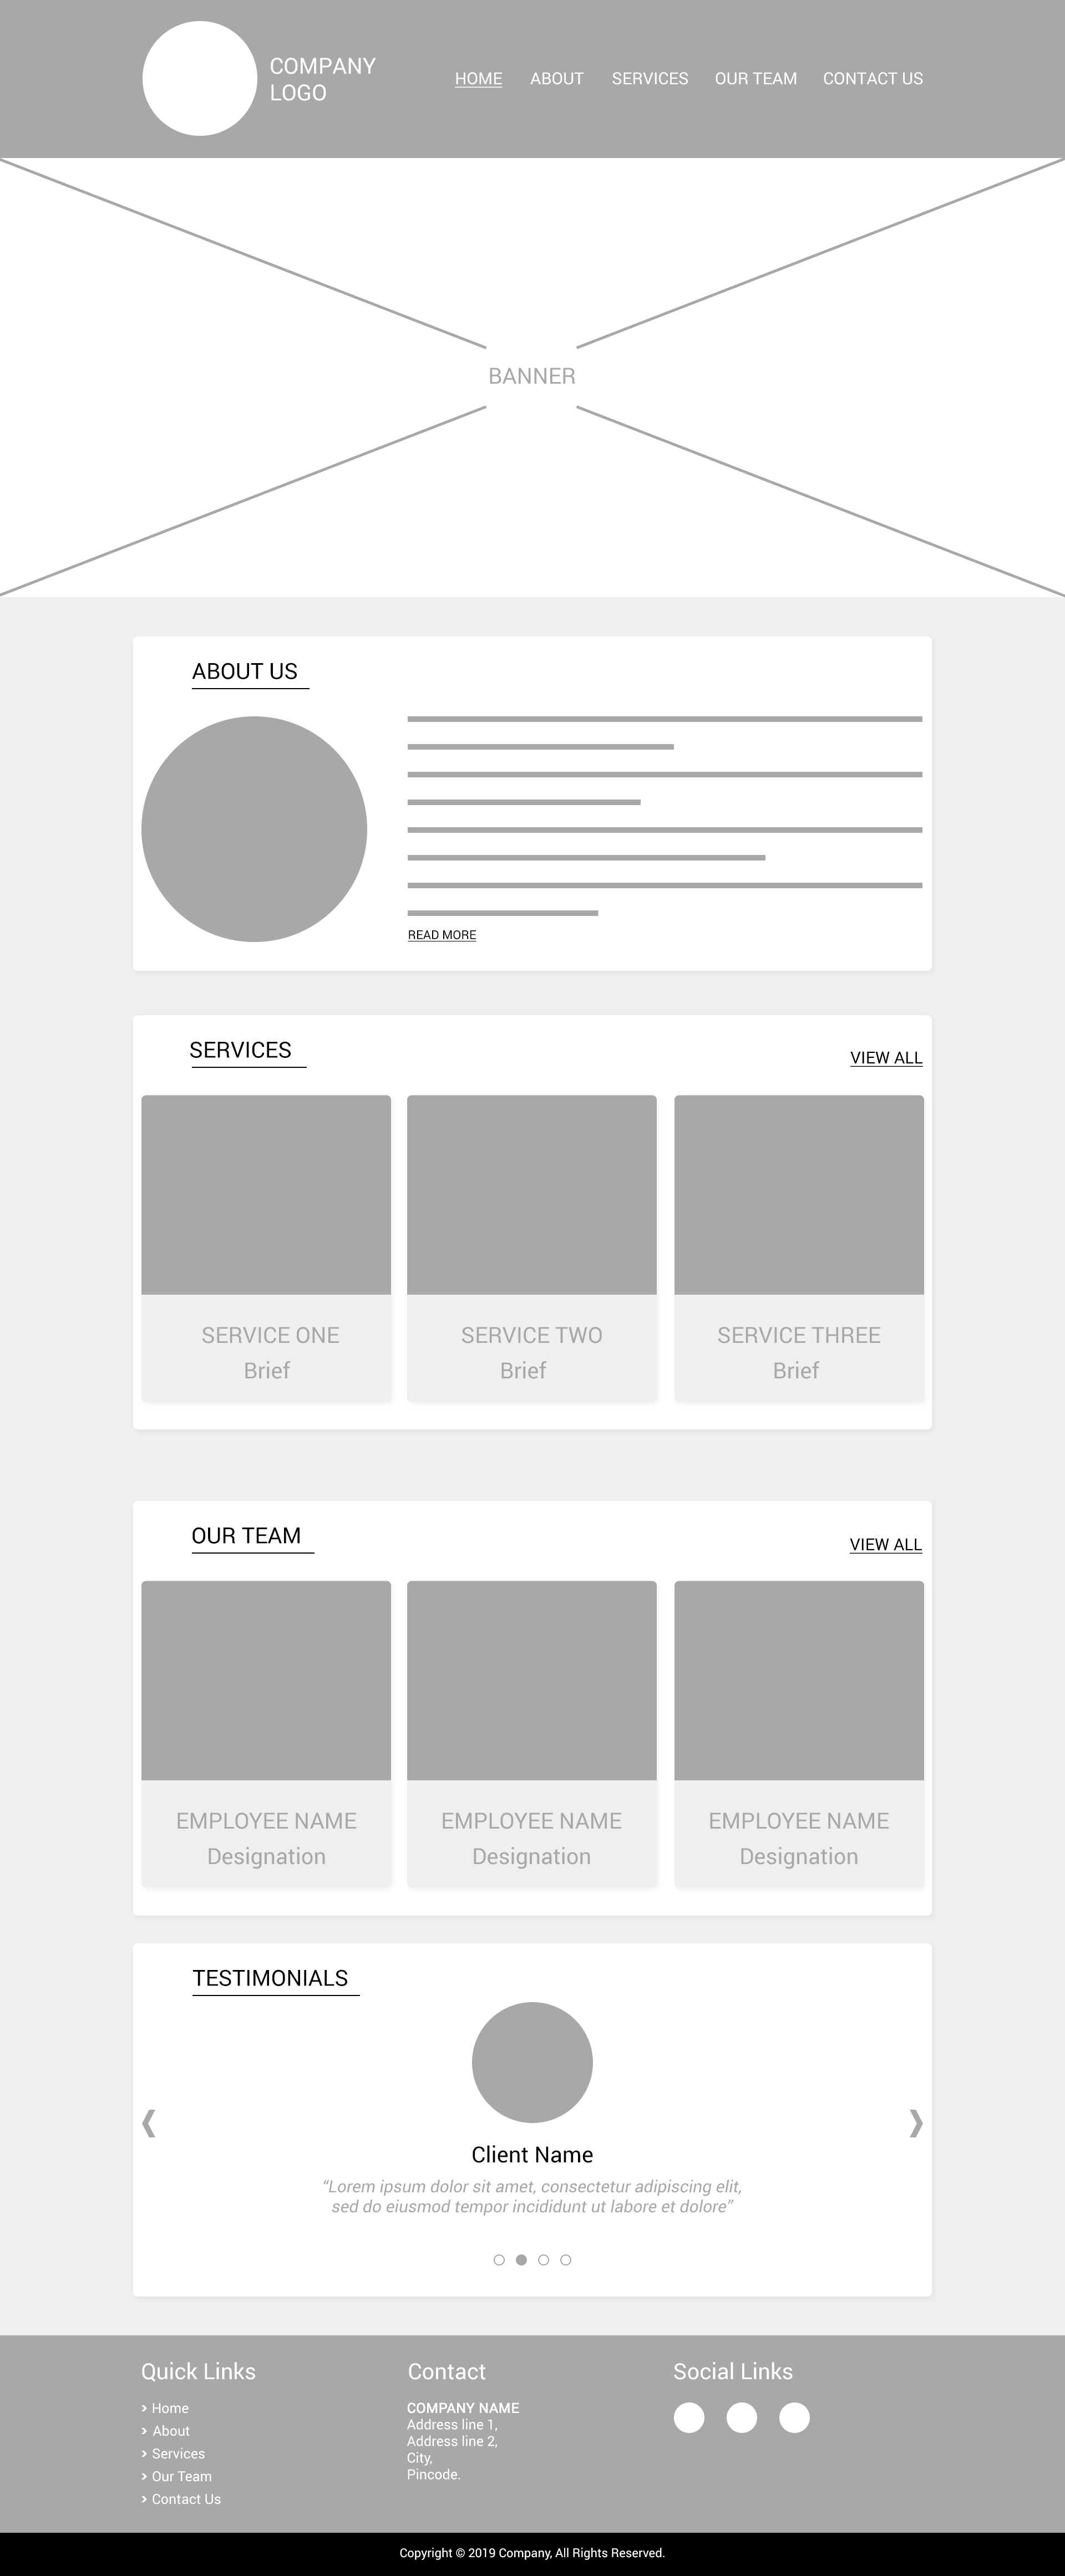 COMPANY
LOGO
HOME ABOUT SERVICES OUR TEAM CONTACT US
BANNER
ABOUT US
READ MORE
SERVICES
VIEW ALL
SERVICE ONE
Brief
SERVICE TWO
Brief
SERVICE THREE
Brief
OUR TEAM
VIEW ALL
EMPLOYEE NAME
Designation
EMPLOYEE NAME
Designation
EMPLOYEE NAME
Designation
TESTIMONIALS
Client Name
“Lorem ipsum dolor sit amet, consectetur adipiscing elit,
sed do eiusmod tempor incididunt ut labore et dolore”
Quick Links
Home
About
Services
Our Team
Contact Us
Contact
COMPANY NAME
Address line 1,
Address line 2,
City,
Pincode.
Social Links
Copyright © 2019 Company, All Rights Reserved.